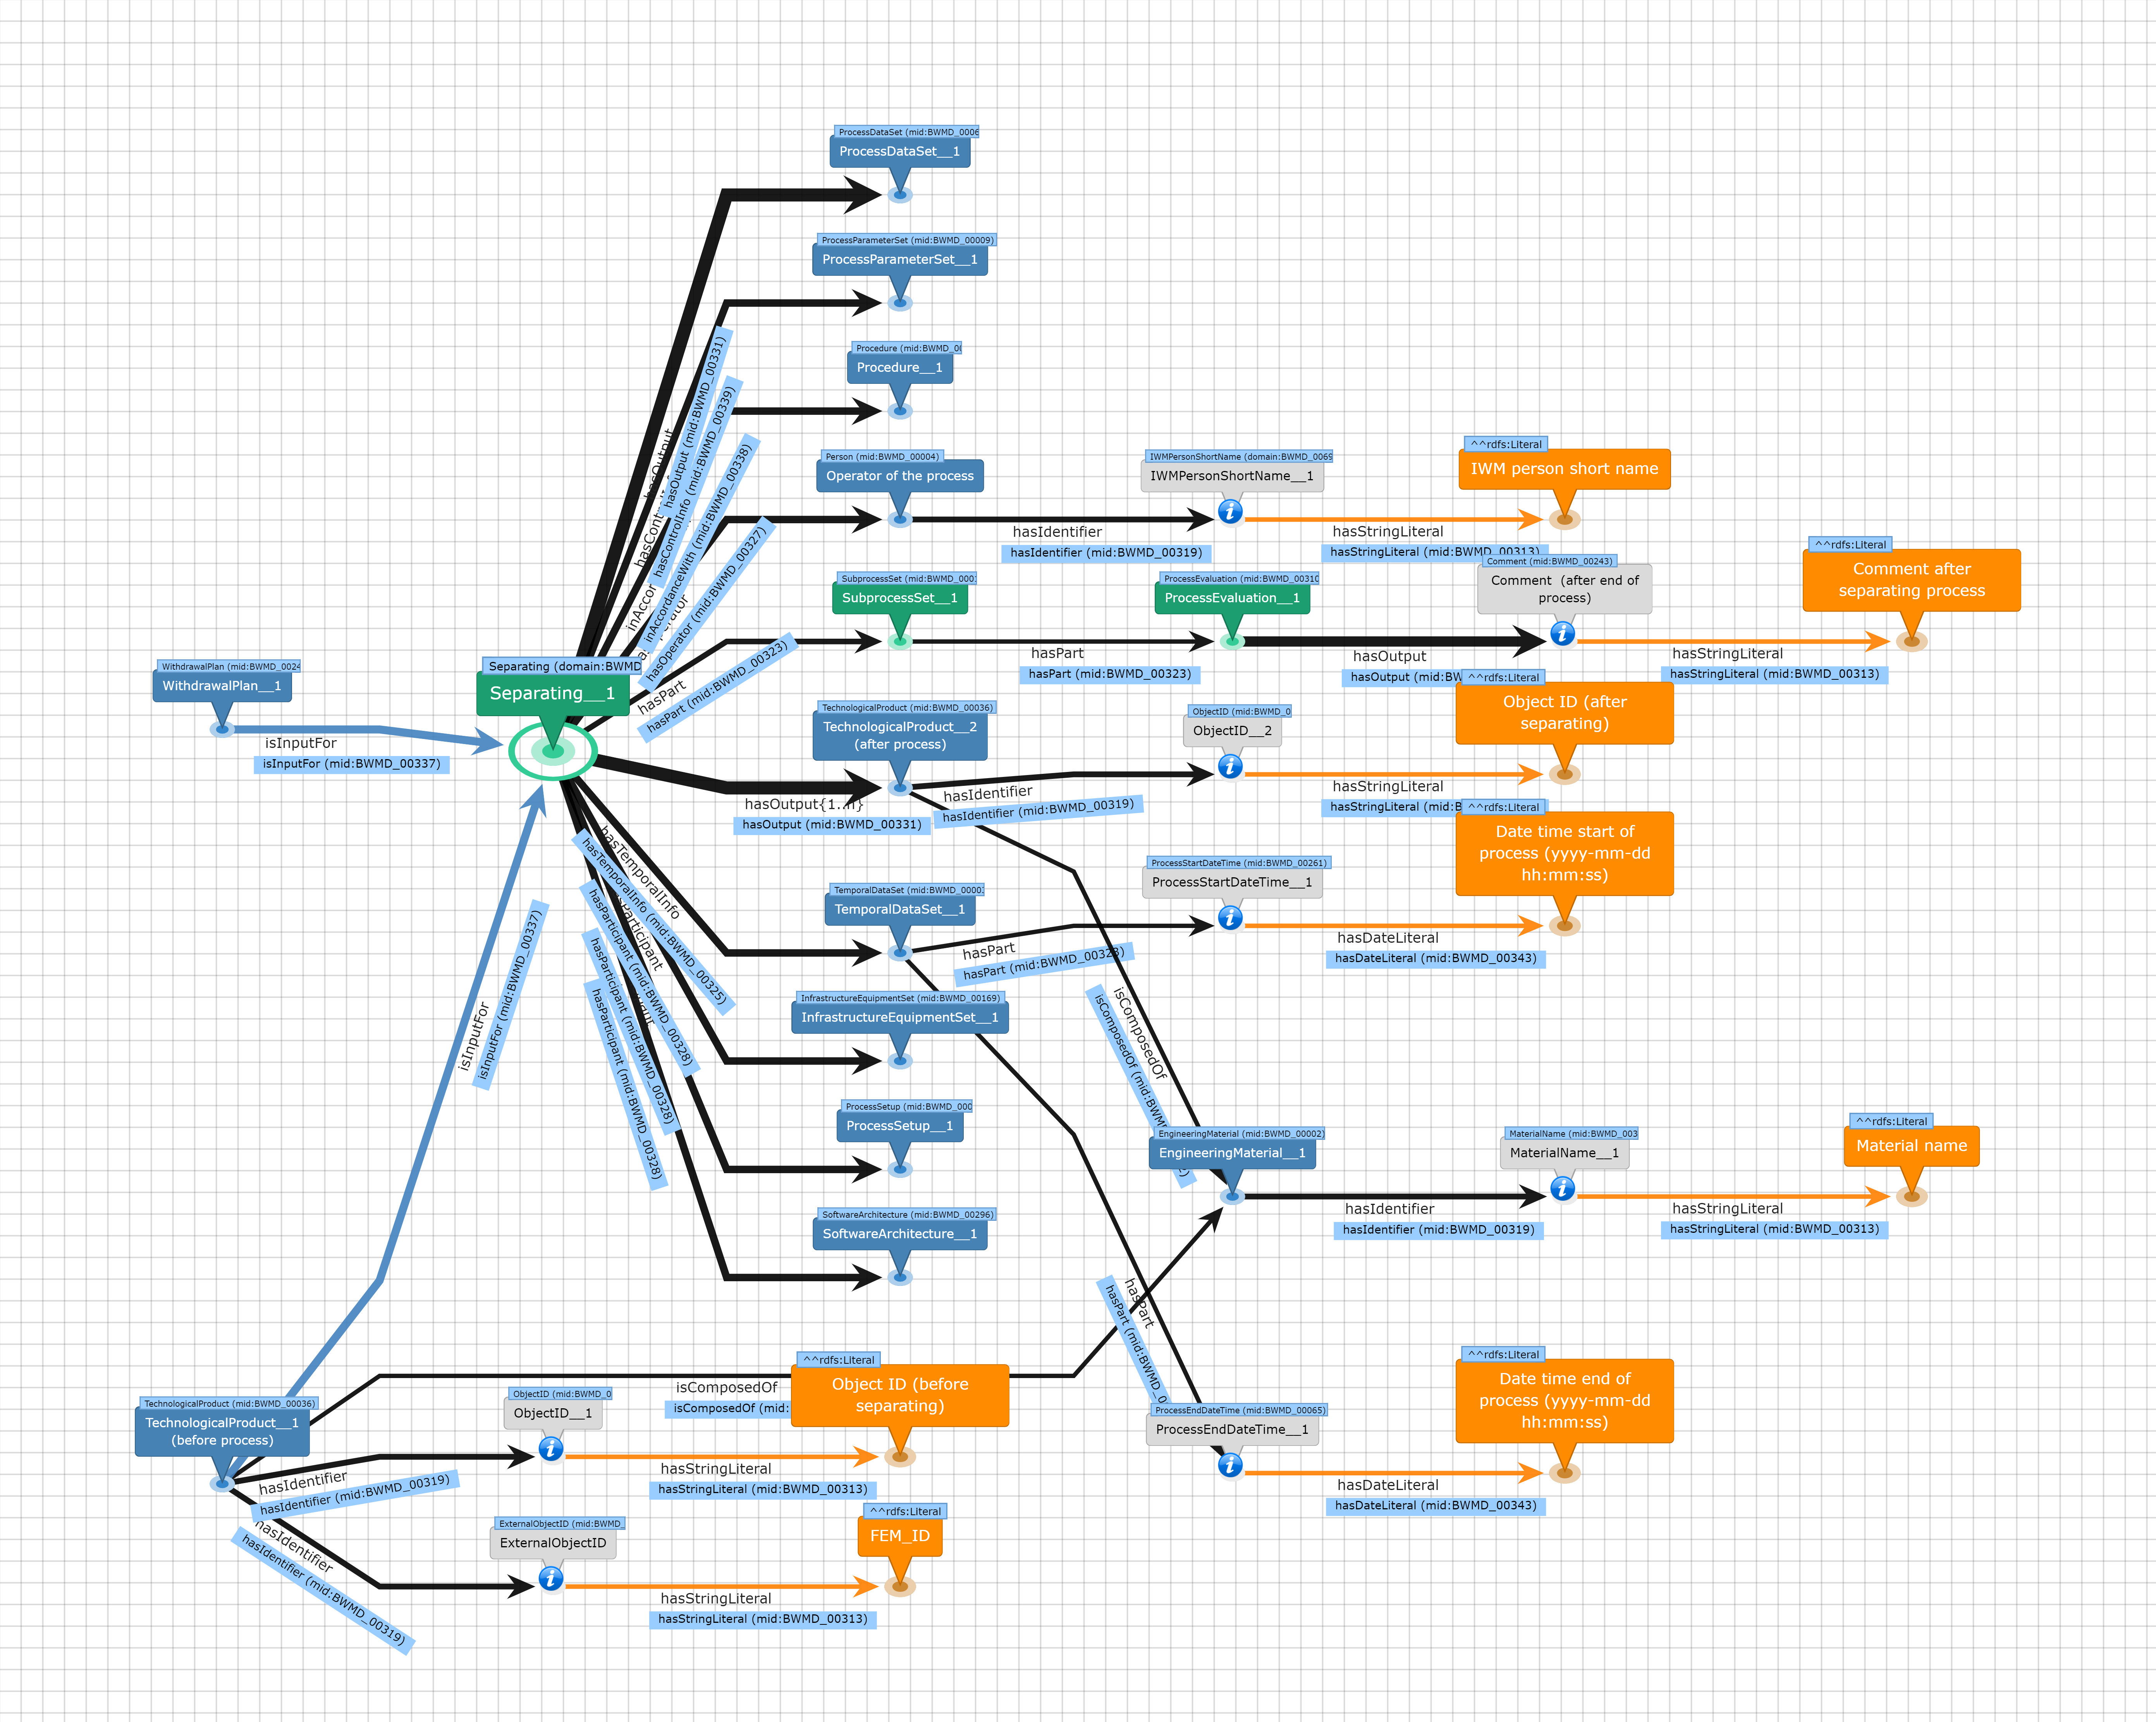 ProcessDataSet (mid:BWMD_0006
ProcessDataSet__1
ProcessParameterSet (mid:BWMD_00009)
ProcessParameterSet__1
Procedure (mid:BWMD_00
Procedure__1
hasOutput
hasOutput (mid:BWMD_00331)
hasControlInfo (mid:BWMD_00339)
inAccordanceWith (mid:BWMD_00338)
hasOperator (mid:BWMD_00327)
Person (mid:BWMD_00004)
Operator of the process
hasIdentifier
hasIdentifier (mid:BWMD_00319)
IWMPersonShortName (domain:BWMD_0069
IWMPersonShortName__1
hasStringLiteral
hasStringLiteral (mid:BWMD_00313)
^^rdfs:Literal
IWM person short name
SubprocessSet (mid:BWMD_000
SubprocessSet__1
hasPart
hasPart (mid:BWMD_00323)
ProcessEvaluation (mid:BWMD_00310
ProcessEvaluation__1
hasOutput
hasOutput (mid:BWMD
Comment (mid:BWMD_00243)
Comment (after end of
process)
hasStringLiteral
hasStringLiteral (mid:BWMD_00313)
^^rdfs:Literal
Comment after
separating process
WithdrawalPlan (mid:BWMD_0024
WithdrawalPlan__1
isInputFor
isInputFor (mid:BWMD_00337)
Separating (domain:BWMD
Separating__1
hasPart
hasPart (mid:BWMD_00323)
TechnologicalProduct (mid:BWMD_00036)
TechnologicalProduct__2
(after process)
hasOutput{1..n}
hasOutput (mid:BWMD_00331)
hasIdentifier
hasIdentifier (mid:BWMD_00319)
ObjectID (mid:BWMD_0
ObjectID__2
hasStringLiteral
hasStringLiteral (mid:B
^^rdfs:Literal
Object ID (after
separating)
hasTemporalInfo
hasTemporalInfo (mid:BWMD_00325)
hasParticipant (mid:BWMD_00328)
hasParticipant (mid:BWMD_00328)
hasParticipant (mid:BWMD_00328)
TemporalDataSet (mid:BWMD_0000
TemporalDataSet__1
hasPart
hasPart (mid:BWMD_00323)
ProcessStartDateTime (mid:BWMD_00261)
ProcessStartDateTime__1
hasDateLiteral
hasDateLiteral (mid:BWMD_00343)
^^rdfs:Literal
Date time start of
process (yyyy-mm-dd
hh:mm:ss)
isInputFor
isInputFor (mid:BWMD_00337)
InfrastructureEquipmentSet (mid:BWMD_00169)
InfrastructureEquipmentSet__1
isComposedOf
isComposedOf (mid:BWM
ProcessSetup (mid:BWMD_000
ProcessSetup__1
EngineeringMaterial (mid:BWMD_00002)
EngineeringMaterial__1
hasIdentifier
hasIdentifier (mid:BWMD_00319)
MaterialName (mid:BWMD_003
MaterialName__1
hasStringLiteral
hasStringLiteral (mid:BWMD_00313)
^^rdfs:Literal
Material name
SoftwareArchitecture (mid:BWMD_00296)
SoftwareArchitecture__1
hasPart
hasPart (mid:BWMD_0
TechnologicalProduct (mid:BWMD_00036)
TechnologicalProduct__1
(before process)
isComposedOf
isComposedOf (mid:
hasIdentifier
hasIdentifier (mid:BWMD_00319)
ObjectID (mid:BWMD_0
ObjectID__1
hasStringLiteral
hasStringLiteral (mid:BWMD_00313)
^^rdfs:Literal
Object ID (before
separating)
ProcessEndDateTime (mid:BWMD_00065)
ProcessEndDateTime__1
hasDateLiteral
hasDateLiteral (mid:BWMD_00343)
^^rdfs:Literal
Date time end of
process (yyyy-mm-dd
hh:mm:ss)
hasIdentifier
hasIdentifier (mid:BWMD_00319)
ExternalObjectID (mid:BWMD_
ExternalObjectID
hasStringLiteral
hasStringLiteral (mid:BWMD_00313)
^^rdfs:Literal
FEM_ID